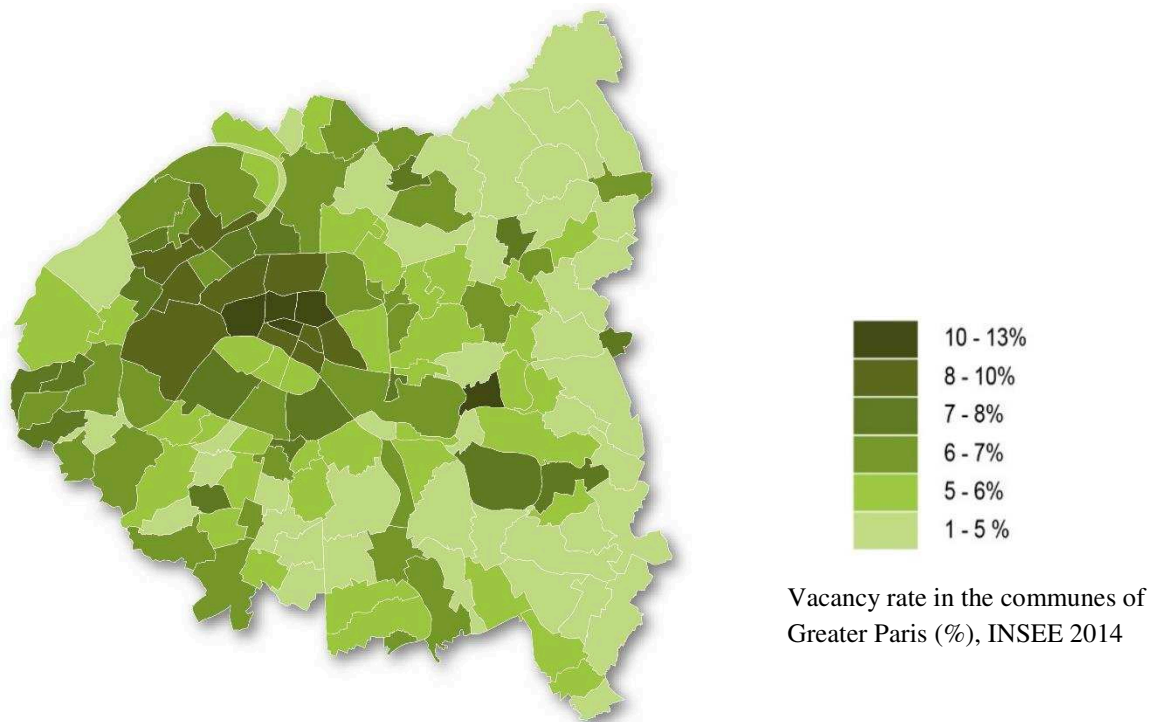 10 - 13%
8 - 10%
7 - 8%
6 - 7%
5 - 6%
1 - 5 %
Vacancy rate in the communes of
Greater Paris (%), INSEE 2014